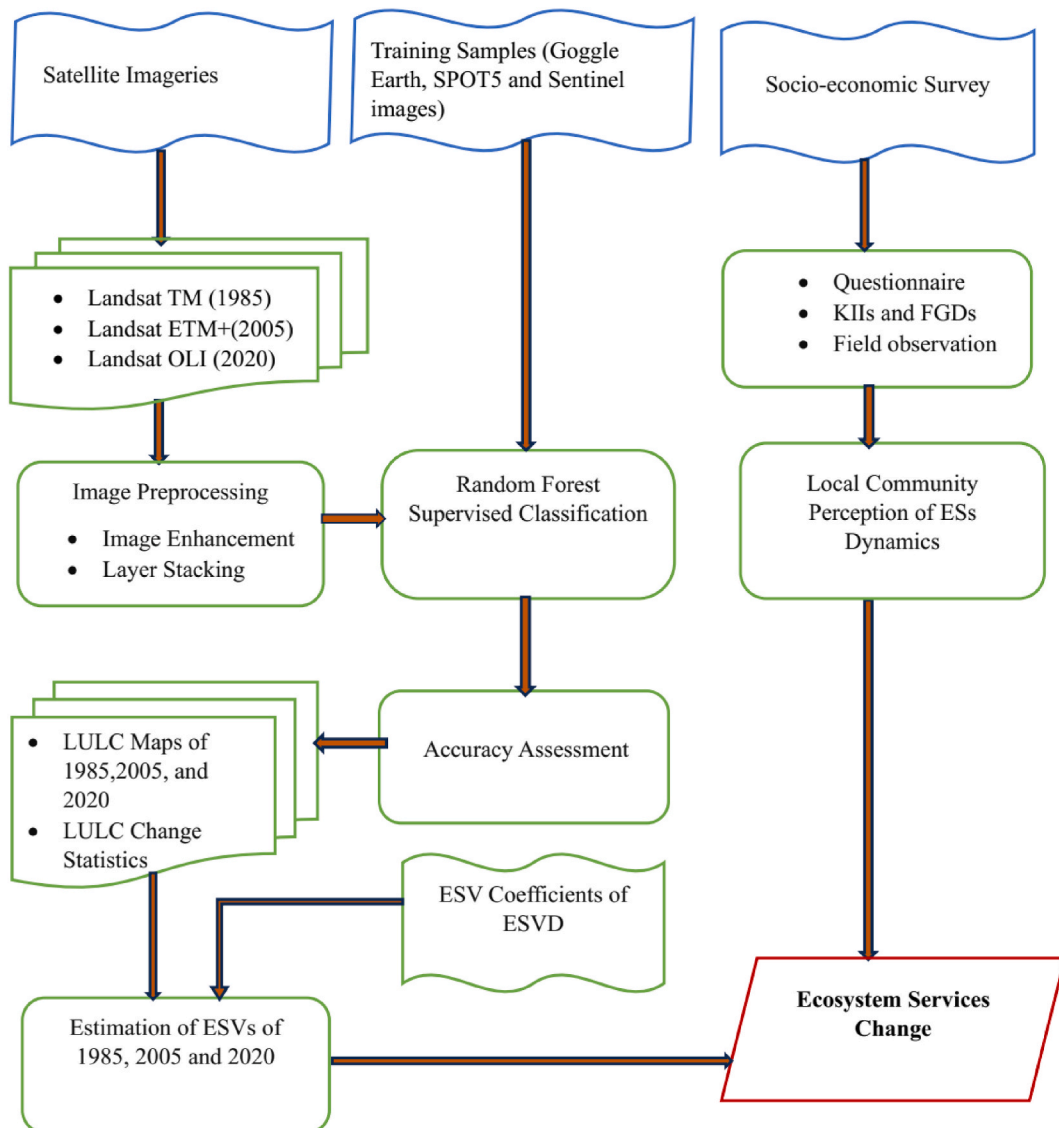 Satellite Imageries
Training Samples (Goggle
Earth, SPOT5 and Sentinel
images)
Socio-economic Survey
• Landsat TM (1985)
• Landsat ETM+(2005)
• Landsat OLI (2020)
• Questionnaire
• KIIs and FGDs
• Field observation
Image Preprocessing
• Image Enhancement
• Layer Stacking
Random Forest
Supervised Classification
Local Community
Perception of ESs
Dynamics
• LULC Maps of
1985,2005, and
2020
• LULC Change
Statistics
Accuracy Assessment
ESV Coefficients of
ESVD
Estimation of ESVs of
1985, 2005 and 2020
Ecosystem Services
Change